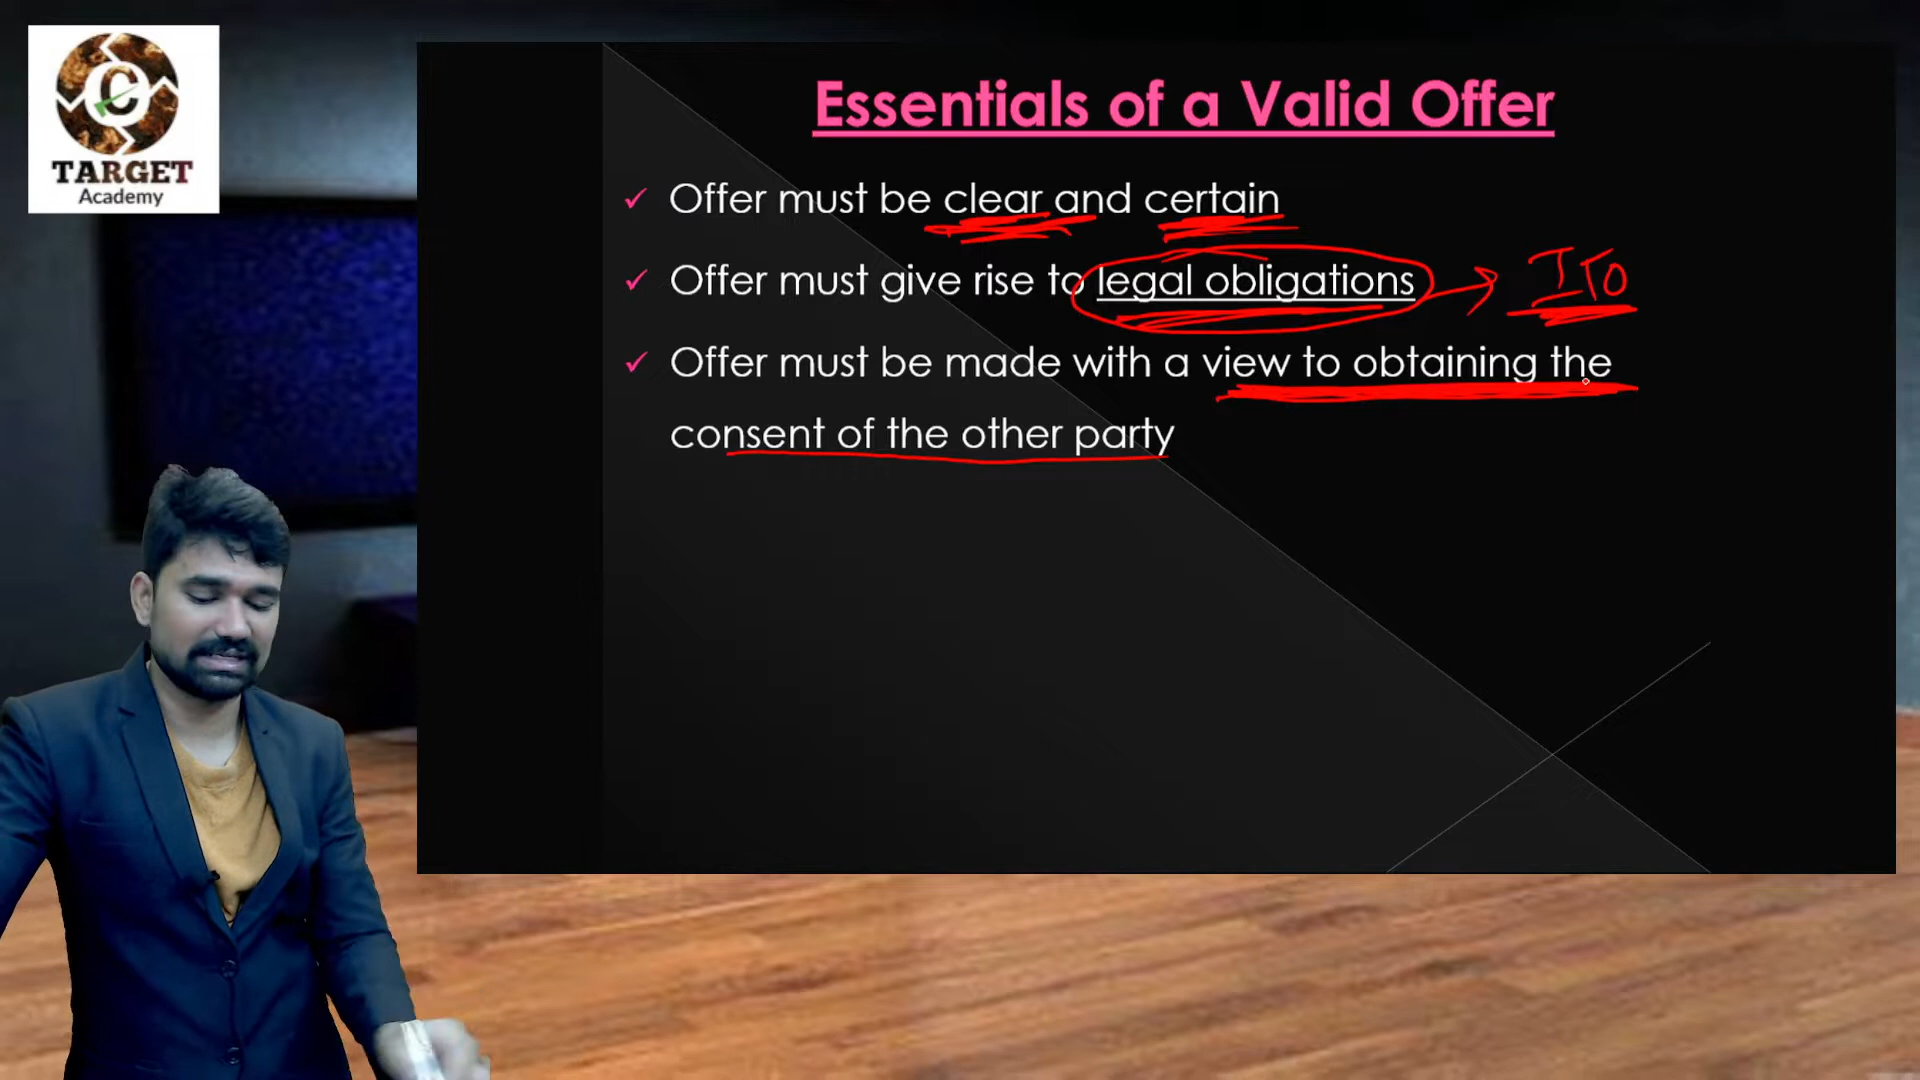 TARGET
Academy
Essentials of a Valid Offer
Offer must be clear and certain
Offer must give rise to legal obligations
ITO
Offer must be made with a view to obtaining the
consent of the other party